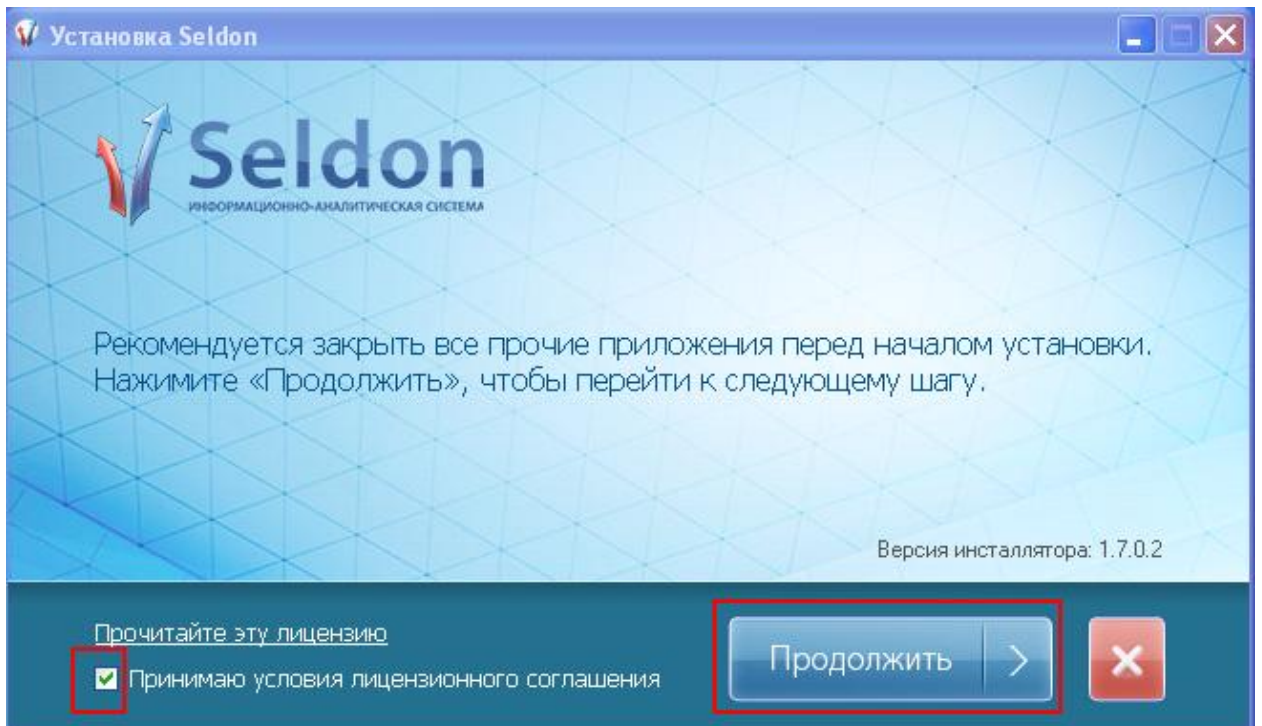 Установка Seldon
Seldon
ИНФОРМАЦИОННО-АНАЛИТИЧЕСКАЯ СИСТЕМА
Рекомендуется закрыть все прочие приложения перед началом установки.
Нажимите «Продолжить», чтобы перейти к следующему шагу.
Версия инсталлятора: 1.7.0.2
Прочитайте эту лицензию
Принимаю условия лицензионного соглашения
Продолжить